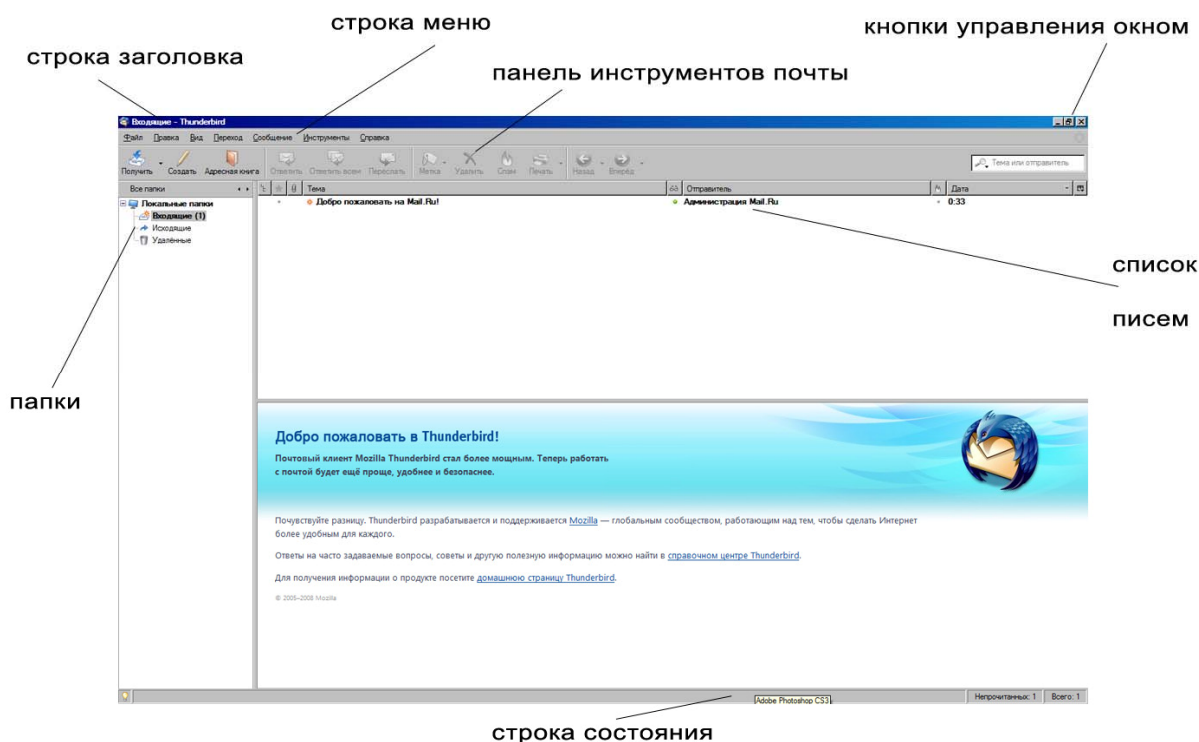 строка меню
кнопки управления окном
строка заголовка
панель инструментов почты
Входящие - Thunderbird
Файл Правка Вид Переход Сообщение Инструменты Справка
Получить Создать Адресная книга Ответить Ответить всем Переслать Метка Удалить Спам Печать Назад Вперёд
Тема или отправитель
Все папки
Тема Отправитель Дата
Локальные папки
Добро пожаловать на Mail.Ru! Администрация Mail.Ru 0:33
Входящие (1)
Исходящие
Удалённые
список
писем
папки
Добро пожаловать в Thunderbird!
Почтовый клиент Mozilla Thunderbird стал более мощным. Теперь работать
с почтой будет ещё проще, удобнее и безопаснее.
Почувствуйте разницу. Thunderbird разрабатывается и поддерживается Mozilla — глобальным сообществом, работающим над тем, чтобы сделать Интернет
более удобным для каждого.
Ответы на часто задаваемые вопросы, советы и другую полезную информацию можно найти в справочном центре Thunderbird.
Для получения информации о продукте посетите домашнюю страницу Thunderbird.
© 2005–2008 Mozilla
Adobe Photoshop CS3
Непрочитанных: 1 Всего: 1
строка состояния